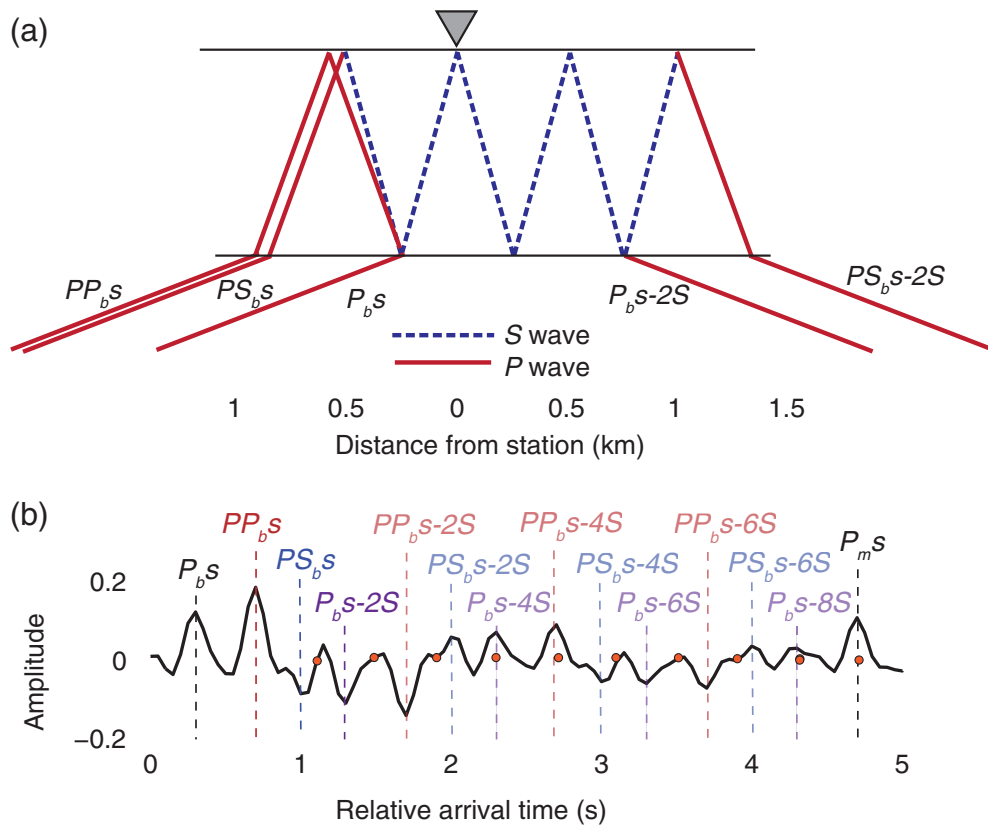 (a)
PP_bs
PS_bs
P_bs
P_bs-2S
PS_bs-2S
S wave
P wave
1 0.5 0 0.5 1 1.5
Distance from station (km)
(b)
PP_bs-2S PP_bs-4S PP_bs-6S
PP_bs
P_bs PS_bs PS_bs-2S PS_bs-4S PS_bs-6S P_ms
P_bs-2S P_bs-4S P_bs-6S P_bs-8S
0.2
0
−0.2
Amplitude
0 1 2 3 4 5
Relative arrival time (s)